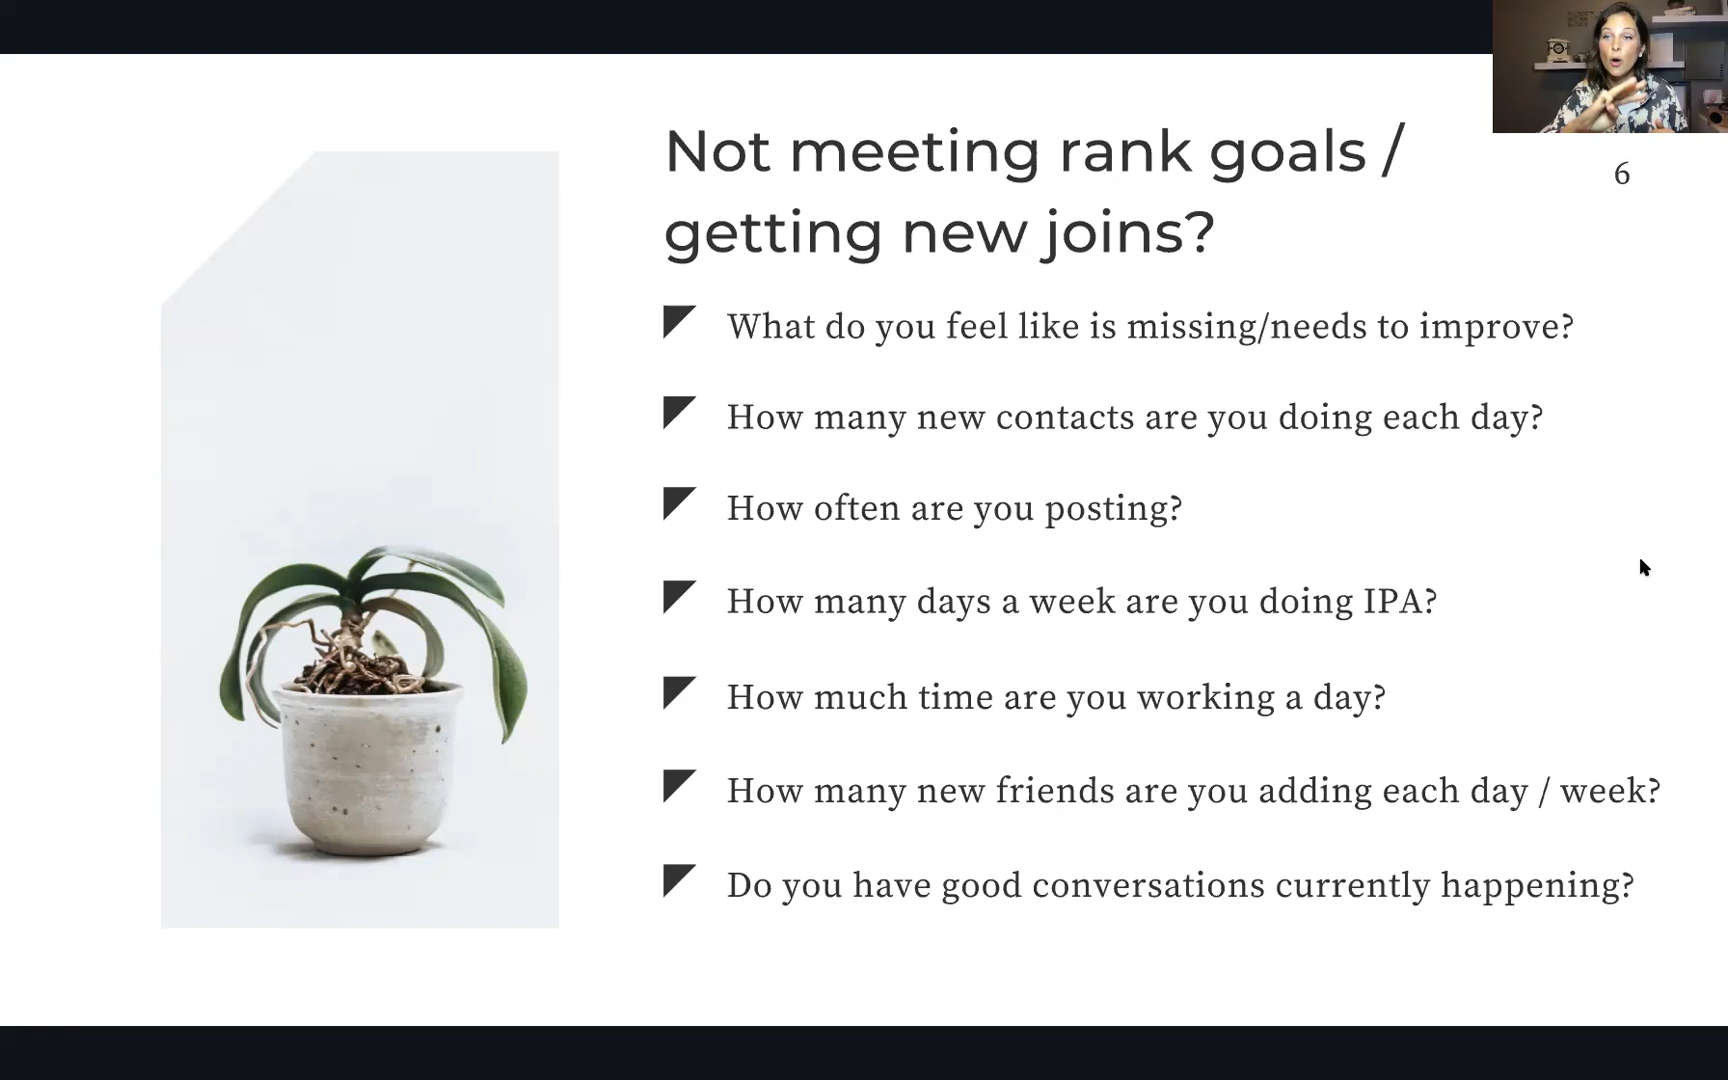 Not meeting rank goals /
getting new joins?
6
What do you feel like is missing/needs to improve?
How many new contacts are you doing each day?
How often are you posting?
How many days a week are you doing IPA?
How much time are you working a day?
How many new friends are you adding each day / week?
Do you have good conversations currently happening?